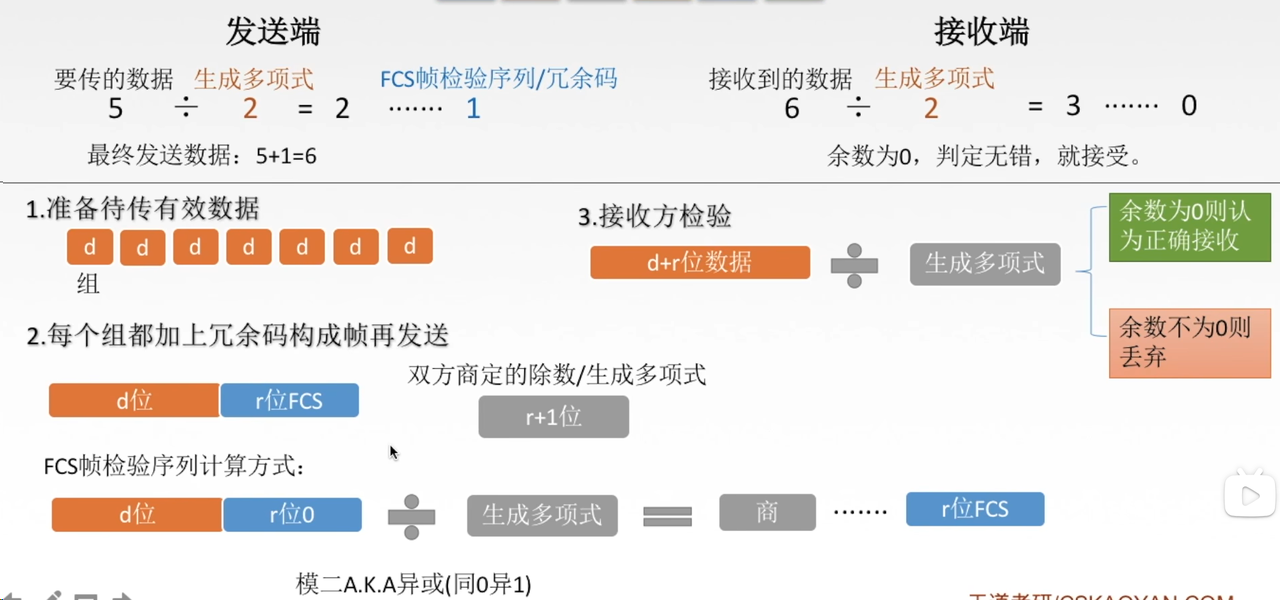 发送端
要传的数据 生成多项式 FCS帧检验序列/冗余码
5 ÷ 2 = 2 ······· 1
最终发送数据：5+1=6
接收端
接收到的数据 生成多项式
6 ÷ 2 = 3 ······· 0
余数为0，判定无错，就接受。
1.准备待传有效数据
d d d d d d d
组
2.每个组都加上冗余码构成帧再发送
d位 r位FCS
双方商定的除数/生成多项式
r+1位
FCS帧检验序列计算方式：
d位 r位0 ÷ 生成多项式 = 商 ······· r位FCS
模二A.K.A异或(同0异1)
3.接收方检验
d+r位数据 ÷ 生成多项式
余数为0则认
为正确接收
余数不为0则
丢弃